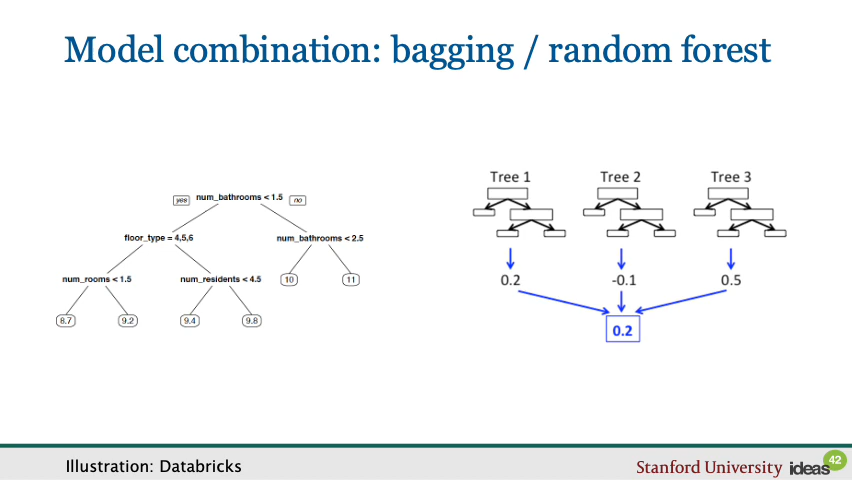 Model combination: bagging / random forest
yes
num_bathrooms < 1.5
no
floor_type = 4,5,6
num_bathrooms < 2.5
num_rooms < 1.5
num_residents < 4.5
10
11
8.7
9.2
9.4
9.8
Tree 1
Tree 2
Tree 3
0.2
-0.1
0.5
0.2
Illustration: Databricks
Stanford University
ideas
42